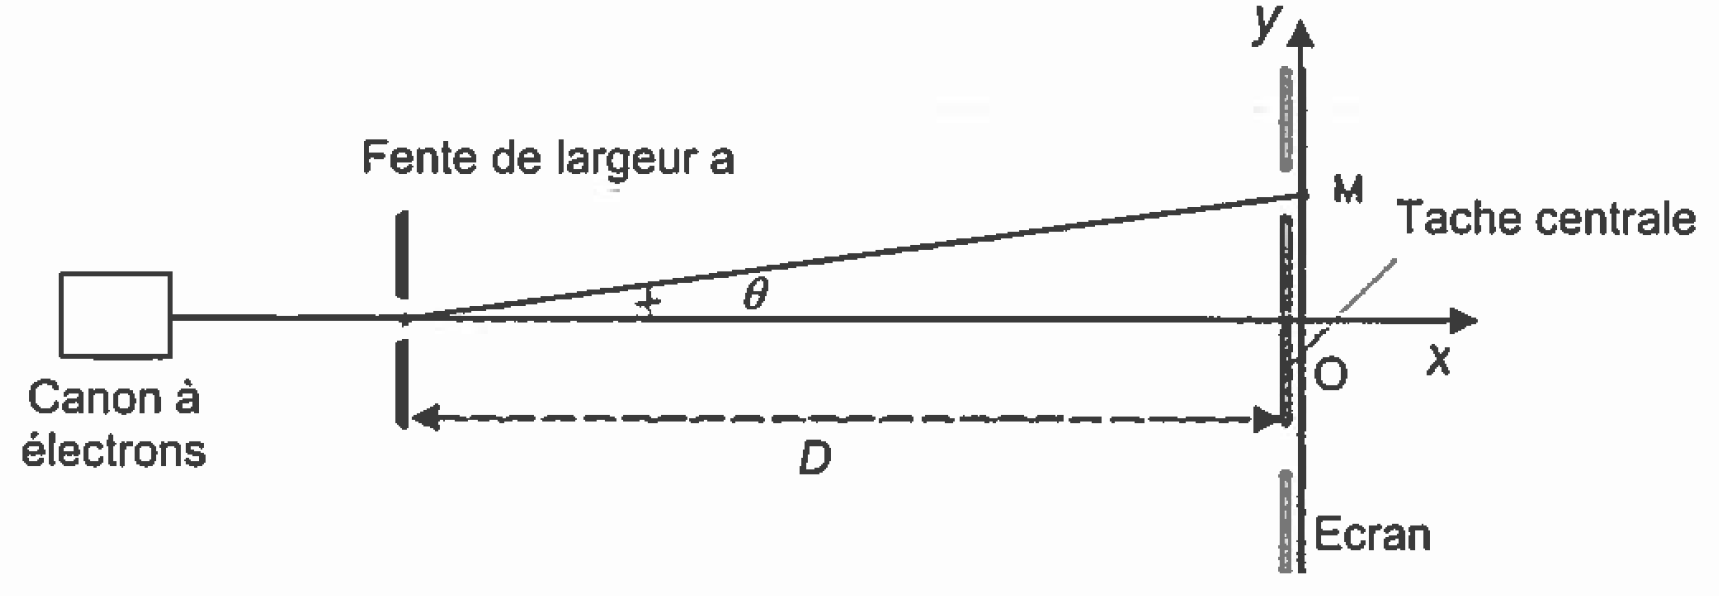 y
Fente de largeur a
M
Tache centrale
θ
O
x
Canon à
électrons
D
Ecran